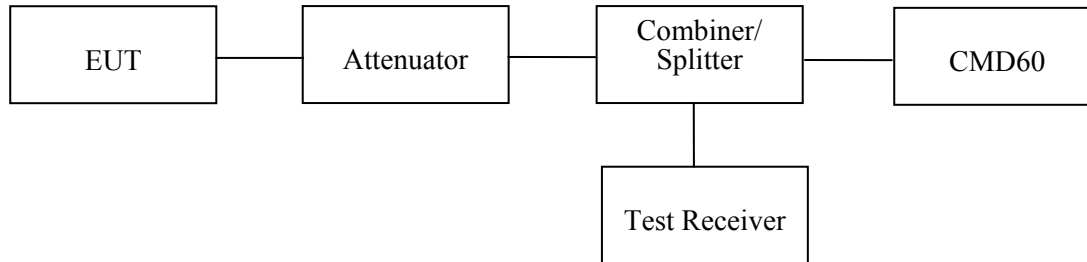 EUT
Attenuator
Combiner/
Splitter
CMD60
Test Receiver